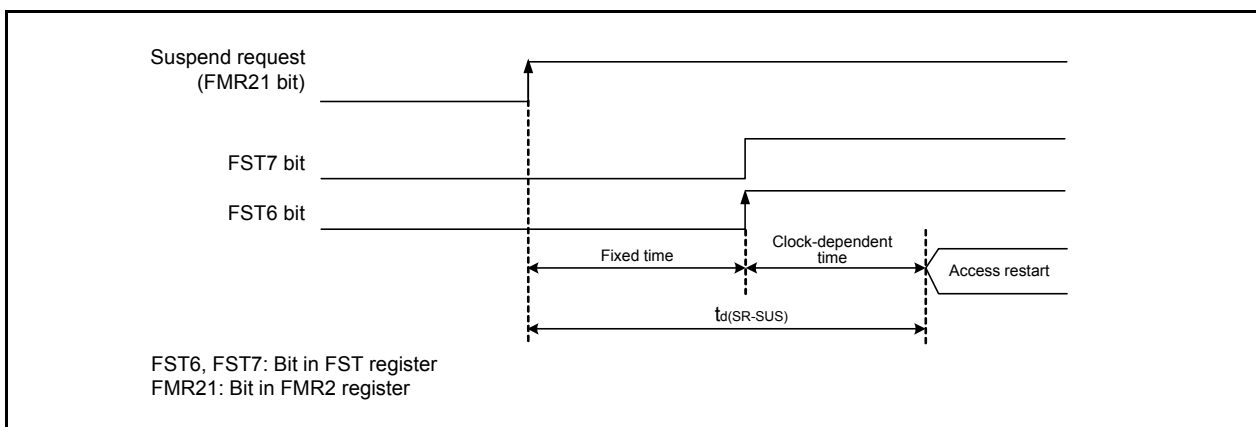 Suspend request
(FMR21 bit)
FST7 bit
FST6 bit
Fixed time
Clock-dependent
time
Access restart
td(SR-SUS)
FST6, FST7: Bit in FST register
FMR21: Bit in FMR2 register